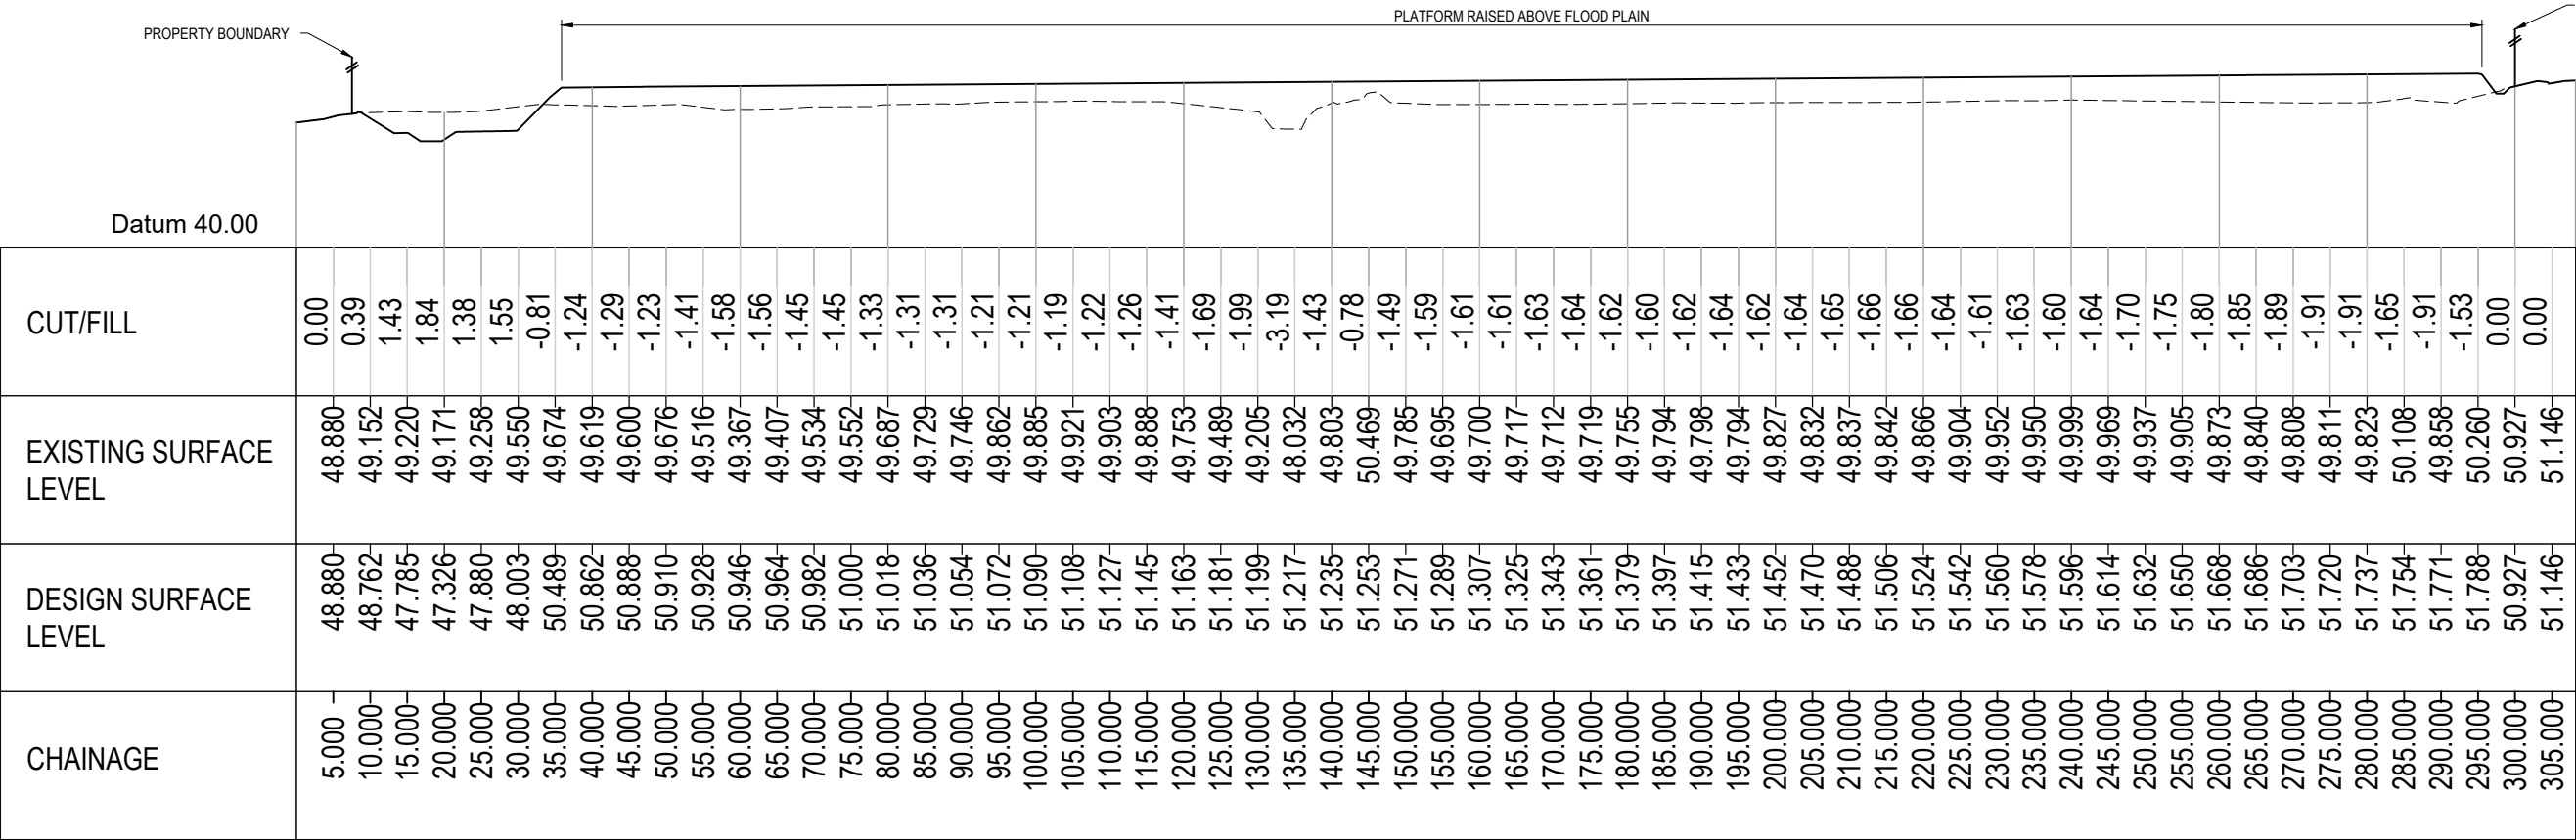 PLATFORM RAISED ABOVE FLOOD PLAIN
PROPERTY BOUNDARY
Datum 40.00
CUT/FILL
0.00 0.39 1.43 1.84 1.38 1.55 -0.81 -1.24 -1.29 -1.23 -1.41 -1.58 -1.56 -1.45 -1.45 -1.33 -1.31 -1.31 -1.21 -1.21 -1.19 -1.22 -1.26 -1.41 -1.69 -1.99 -3.19 -1.43 -0.78 -1.49 -1.59 -1.61 -1.61 -1.63 -1.64 -1.62 -1.60 -1.62 -1.64 -1.62 -1.64 -1.65 -1.66 -1.66 -1.64 -1.61 -1.63 -1.60 -1.64 -1.70 -1.75 -1.80 -1.85 -1.89 -1.91 -1.91 -1.65 -1.91 -1.53 0.00 0.00
EXISTING SURFACE
LEVEL
48.880 49.152 49.220 49.171 49.258 49.550 49.674 49.619 49.600 49.676 49.516 49.367 49.407 49.534 49.552 49.687 49.729 49.746 49.862 49.885 49.921 49.903 49.888 49.753 49.489 49.205 48.032 49.803 50.469 49.785 49.695 49.700 49.717 49.712 49.719 49.755 49.794 49.798 49.794 49.827 49.832 49.837 49.842 49.866 49.904 49.952 49.950 49.999 49.969 49.937 49.905 49.873 49.840 49.808 49.811 49.823 50.108 49.858 50.260 50.927 51.146
DESIGN SURFACE
LEVEL
48.880 48.762 47.785 47.326 47.880 48.003 50.489 50.862 50.888 50.910 50.928 50.946 50.964 50.982 51.000 51.018 51.036 51.054 51.072 51.090 51.108 51.127 51.145 51.163 51.181 51.199 51.217 51.235 51.253 51.271 51.289 51.307 51.325 51.343 51.361 51.379 51.397 51.415 51.433 51.452 51.470 51.488 51.506 51.524 51.542 51.560 51.578 51.596 51.614 51.632 51.650 51.668 51.686 51.703 51.720 51.737 51.754 51.771 51.788 50.927 51.146
CHAINAGE
5.000 10.000 15.000 20.000 25.000 30.000 35.000 40.000 45.000 50.000 55.000 60.000 65.000 70.000 75.000 80.000 85.000 90.000 95.000 100.000 105.000 110.000 115.000 120.000 125.000 130.000 135.000 140.000 145.000 150.000 155.000 160.000 165.000 170.000 175.000 180.000 185.000 190.000 195.000 200.000 205.000 210.000 215.000 220.000 225.000 230.000 235.000 240.000 245.000 250.000 255.000 260.000 265.000 270.000 275.000 280.000 285.000 290.000 295.000 300.000 305.000